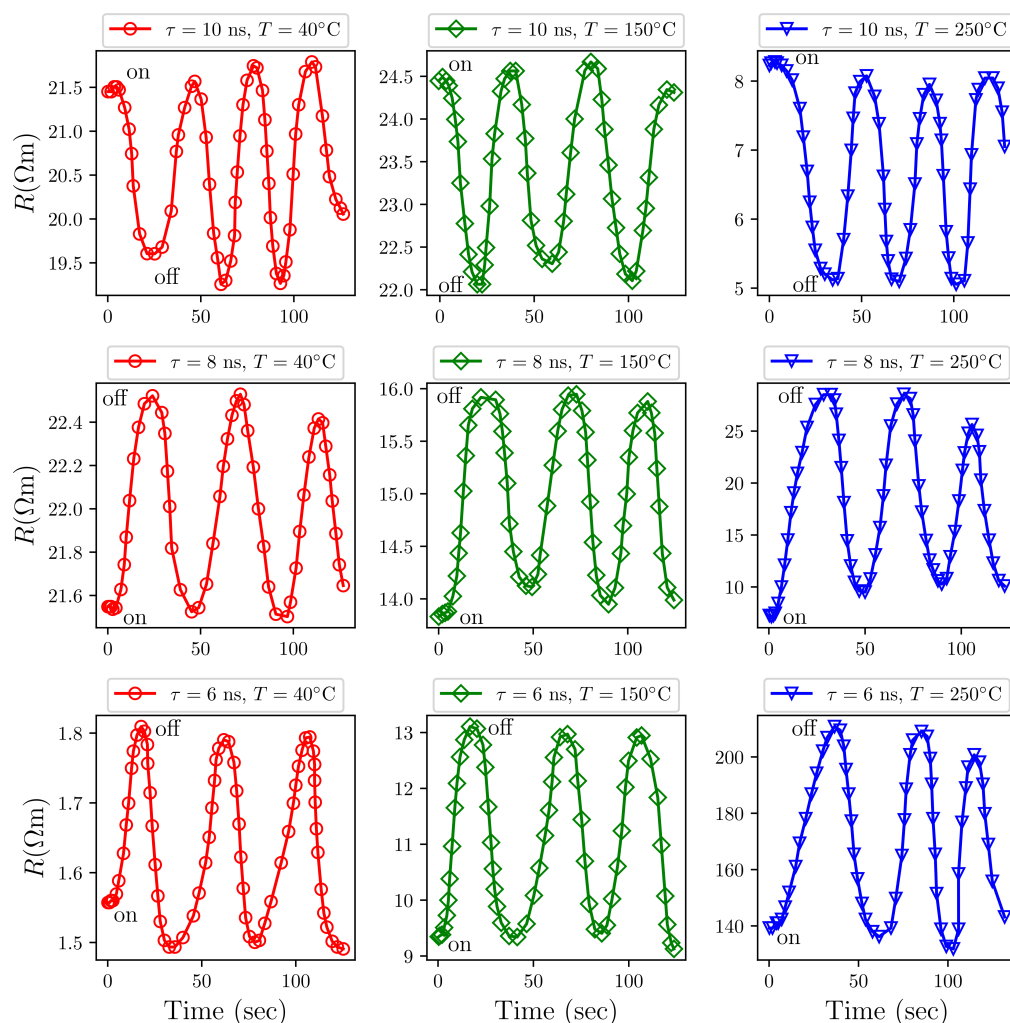 τ = 10 ns, T = 40°C
τ = 10 ns, T = 150°C
τ = 10 ns, T = 250°C
R(Ωm)
21.5
21.0
20.5
20.0
19.5
on
off
0
100
24.5
24.0
23.5
23.0
22.5
22.0
on
off
0
100
8
7
6
5
on
off
0
100
τ = 8 ns, T = 40°C
τ = 8 ns, T = 150°C
τ = 8 ns, T = 250°C
R(Ωm)
22.4
22.2
22.0
21.8
21.6
off
on
0
50
100
16.0
15.5
15.0
14.5
14.0
off
on
0
50
100
25
20
15
10
off
on
0
50
100
τ = 6 ns, T = 40°C
τ = 6 ns, T = 150°C
τ = 6 ns, T = 250°C
R(Ωm)
1.8
1.7
1.6
1.5
off
on
0
50
100
Time (sec)
13
12
11
10
9
off
on
0
50
100
Time (sec)
200
180
160
140
off
on
0
50
100
Time (sec)